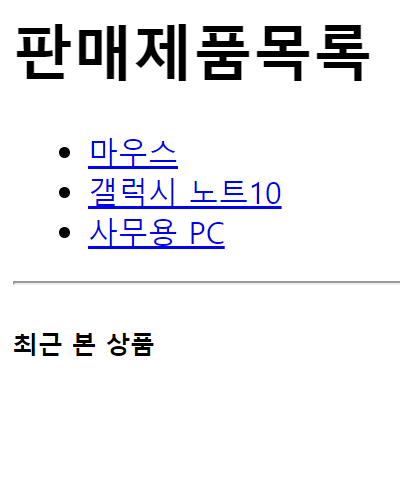 판매제품목록
마우스
갤럭시 노트10
사무용 PC
최근 본 상품